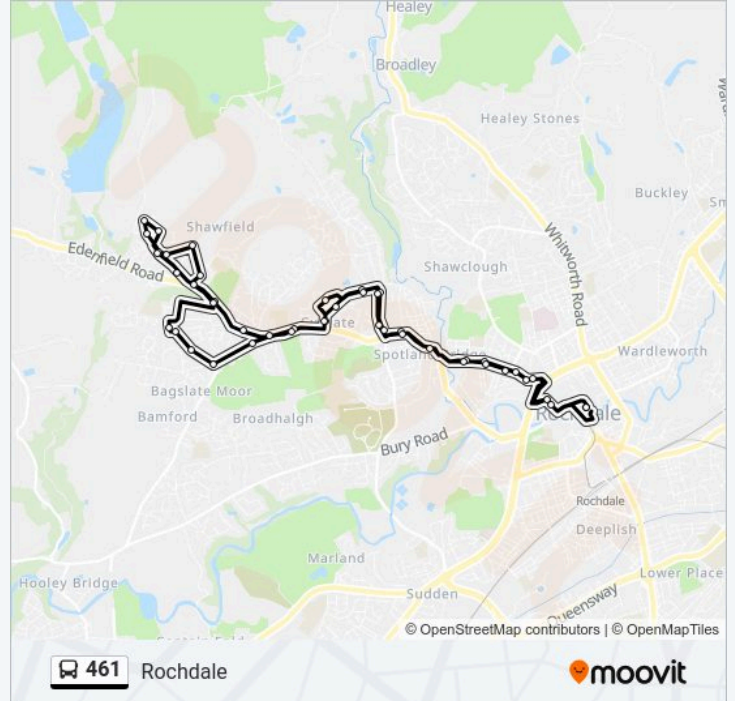 Healey
Broadley
Healey Stones
Buckley
Shawfield
Whitworth Road
Edenfield Road
Shawclough
Wardleworth
Bagslate Moor
Bamford
Broadhalgh
Rochdale
Bury Road
Rochdale
Deeplish
Marland
Lower Place
Hooley Bridge
Sudden
Queensway
© OpenStreetMap contributors | © OpenMapTiles
461 Rochdale
moovit